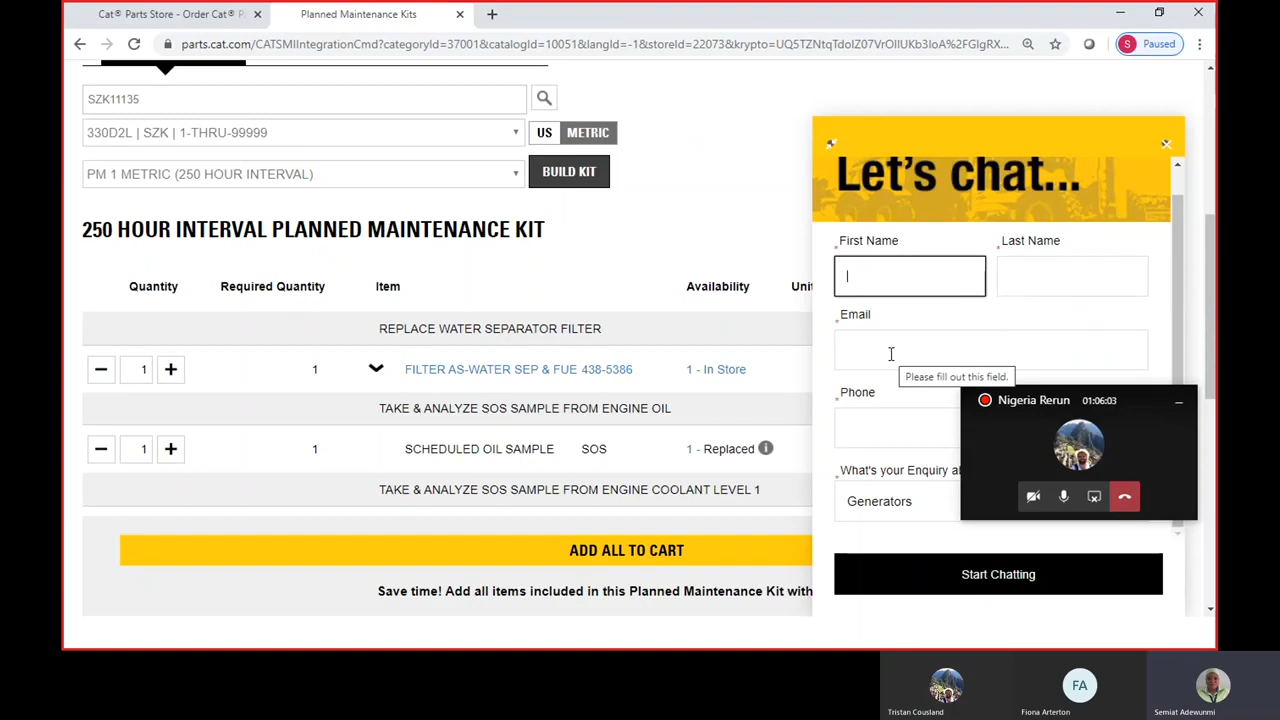 Cat® Parts Store - Order Cat® P
Planned Maintenance Kits
parts.cat.com/CATSMIIntegrationCmd?categoryId=37001&catalogId=10051&langId=-1&storeId=22073&krypto=
S Paused
SZK11135
330D2L | SZK | 1-THRU-99999
US METRIC
PM 1 METRIC (250 HOUR INTERVAL)
BUILD KIT
250 HOUR INTERVAL PLANNED MAINTENANCE KIT
Quantity Required Quantity Item Availability Uni
REPLACE WATER SEPARATOR FILTER
1 1 FILTER AS-WATER SEP & FUE 438-5386 1 - In Store
TAKE & ANALYZE SOS SAMPLE FROM ENGINE OIL
1 1 SCHEDULED OIL SAMPLE SOS 1 - Replaced
TAKE & ANALYZE SOS SAMPLE FROM ENGINE COOLANT LEVEL 1
ADD ALL TO CART
Save time! Add all items included in this Planned Maintenance Kit with
Let's chat...
*First Name *Last Name
*Email
Please fill out this field.
*Phone
*What's your Enquiry a
Generators
Start Chatting
Nigeria Rerun 01:06:03
Tristan Cousland
FA
Fiona Arterton
Semiat Adewunmi